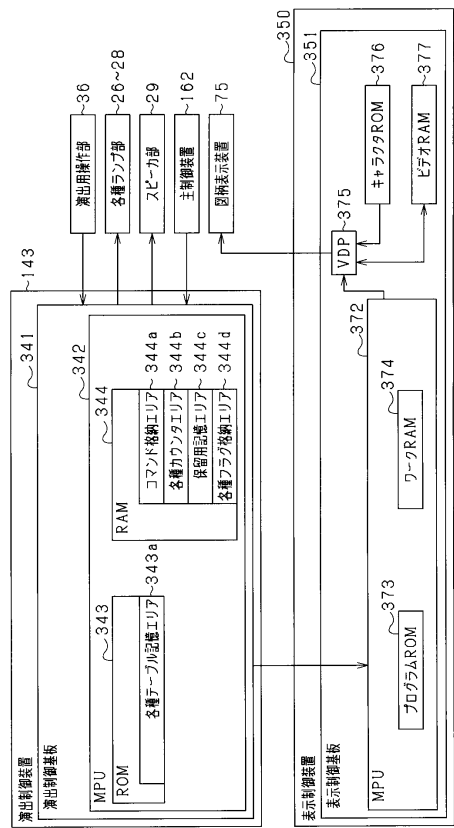 演出制御装置
143
演出制御基板
341
MPU
342
ROM
343
各種テーブル記憶エリア
343a
RAM
344
コマンド格納エリア
344a
各種カウンタエリア
344b
保留用記憶エリア
344c
各種フラグ格納エリア
344d
演出用操作部
36
各種ランプ部
26~28
スピーカ部
29
主制御装置
162
図柄表示装置
75
表示制御装置
350
表示制御基板
351
MPU
372
プログラムROM
373
ワークRAM
374
VDP
375
キャラクタROM
376
ビデオRAM
377